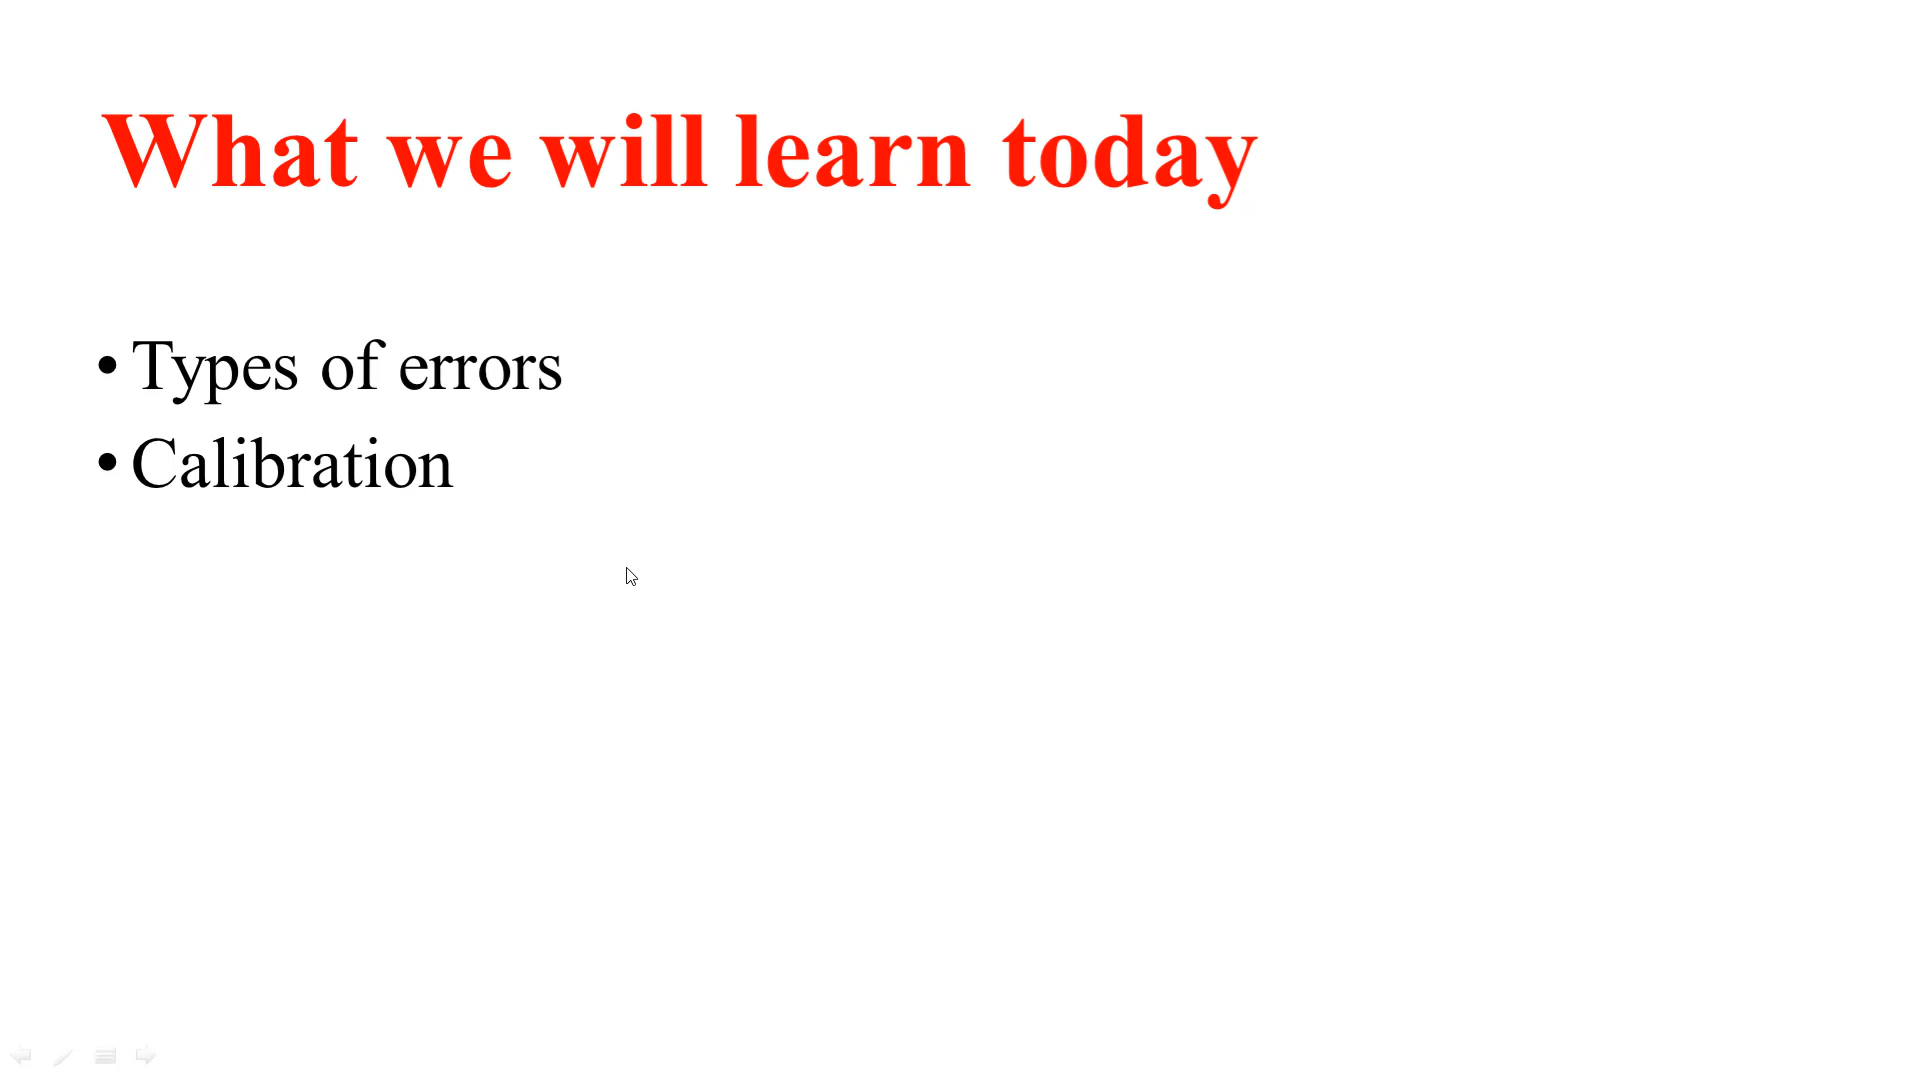 What we will learn today
• Types of errors
• Calibration